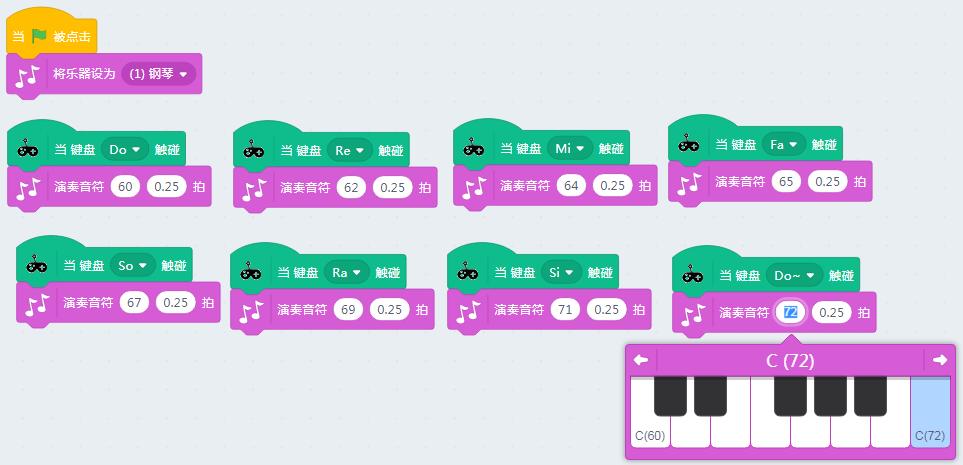 当 被点击
将乐器设为 (1) 钢琴
当 键盘 Do 触碰
演奏音符 60 0.25 拍
当 键盘 Re 触碰
演奏音符 62 0.25 拍
当 键盘 Mi 触碰
演奏音符 64 0.25 拍
当 键盘 Fa 触碰
演奏音符 65 0.25 拍
当 键盘 So 触碰
演奏音符 67 0.25 拍
当 键盘 Ra 触碰
演奏音符 69 0.25 拍
当 键盘 Si 触碰
演奏音符 71 0.25 拍
当 键盘 Do~ 触碰
演奏音符 72 0.25 拍
C (72)
C(60)
C(72)